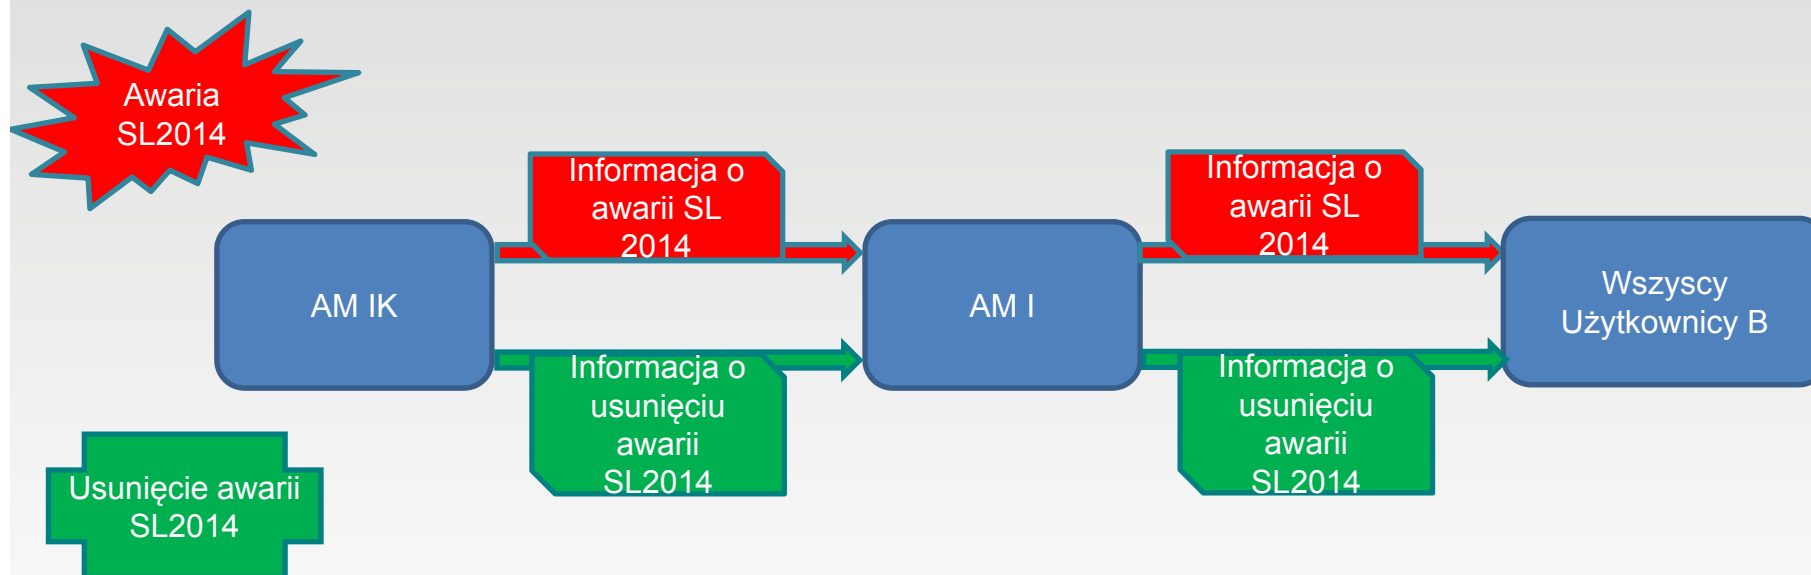 Awaria
SL2014
Informacja o
awarii SL
2014
Informacja o
awarii SL
2014
AM IK
AM I
Wszyscy
Użytkownicy B
Informacja o
usunięciu
awarii
SL2014
Informacja o
usunięciu
awarii
SL2014
Usunięcie awarii
SL2014